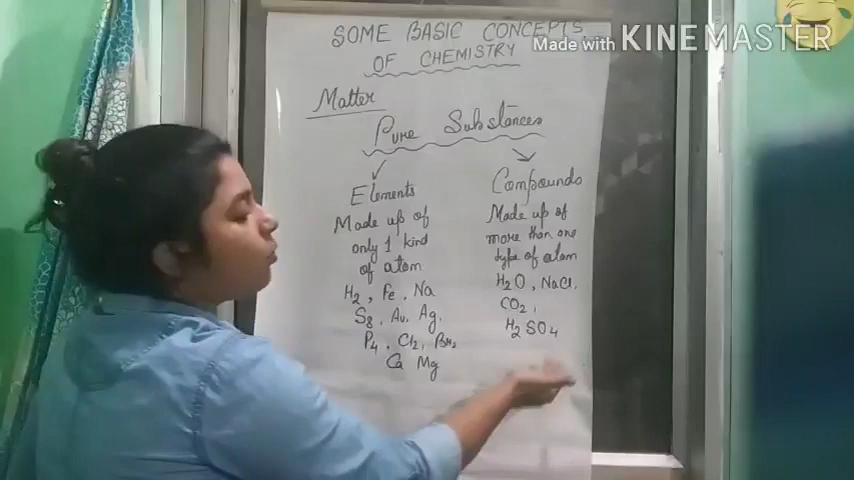 SOME BASIC CONCEPTS
OF CHEMISTRY
Made with KINEMASTER
Matter
Pure Substances
Elements
Made up of
only 1 kind
of atom
H2, Fe, Na
S8, Au, Ag,
P4, Cl2, Br2
Ca Mg
Compounds
Made up of
more than one
type of atom
H2O, NaCl,
CO2,
H2SO4